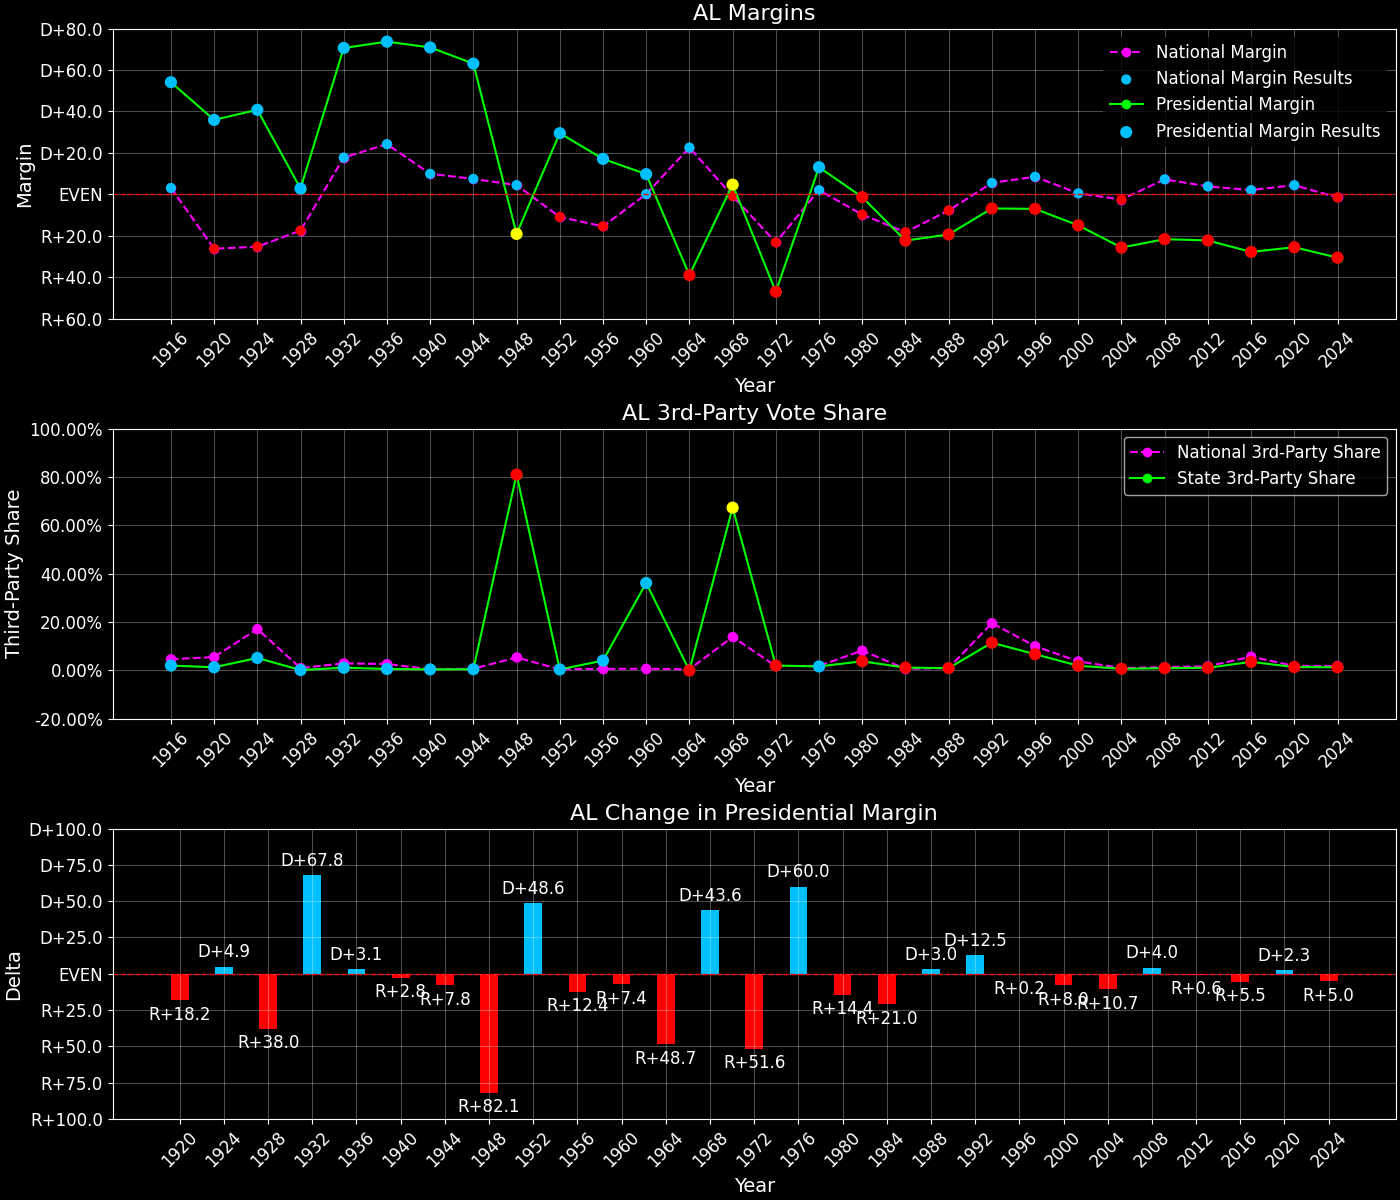 AL Margins
D+80.0
D+60.0
D+40.0
D+20.0
EVEN
R+20.0
R+40.0
R+60.0
Margin
National Margin
National Margin Results
Presidential Margin
Presidential Margin Results
1916 1920 1924 1928 1932 1936 1940 1944 1948 1952 1956 1960 1964 1968 1972 1976 1980 1984 1988 1992 1996 2000 2004 2008 2012 2016 2020 2024
Year
AL 3rd-Party Vote Share
100.00%
80.00%
60.00%
40.00%
20.00%
0.00%
-20.00%
Third-Party Share
National 3rd-Party Share
State 3rd-Party Share
1916 1920 1924 1928 1932 1936 1940 1944 1948 1952 1956 1960 1964 1968 1972 1976 1980 1984 1988 1992 1996 2000 2004 2008 2012 2016 2020 2024
Year
AL Change in Presidential Margin
D+100.0
D+75.0
D+50.0
D+25.0
EVEN
R+25.0
R+50.0
R+75.0
R+100.0
Delta
R+18.2
D+4.9
R+38.0
D+67.8
D+3.1
R+2.8
R+7.8
R+82.1
D+48.6
R+12.4
R+7.4
R+48.7
D+43.6
R+51.6
D+60.0
R+14.4
R+21.0
D+3.0
D+12.5
R+0.2
R+10.7
D+4.0
R+0.6
R+5.5
D+2.3
R+5.0
1920 1924 1928 1932 1936 1940 1944 1948 1952 1956 1960 1964 1968 1972 1976 1980 1984 1988 1992 1996 2000 2004 2008 2012 2016 2020 2024
Year